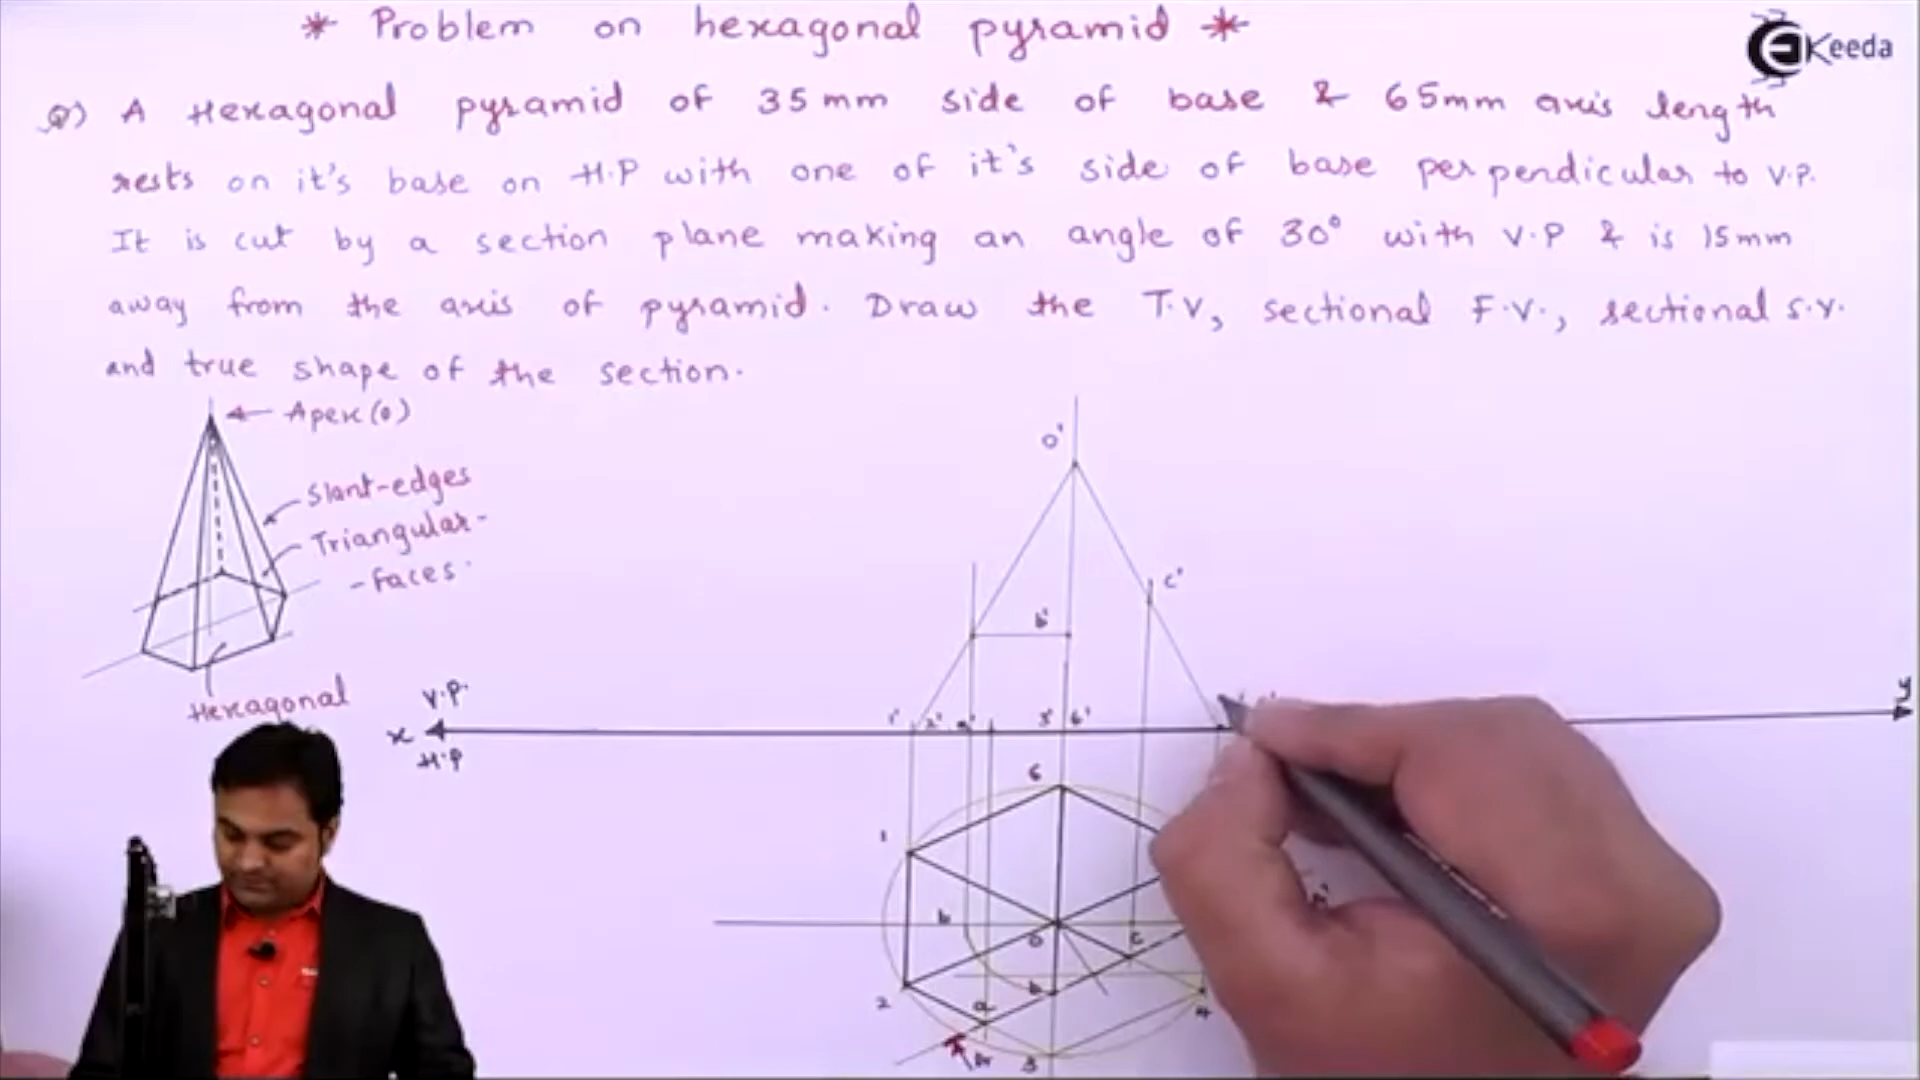 * Problem on hexagonal pyramid *
Keeda
Q) A Hexagonal pyramid of 35mm side of base & 65mm axis length
rests on it's base on H.P with one of it's side of base perpendicular to V.P.
It is cut by a section plane making an angle of 30° with V.P & is 15mm
away from the axis of pyramid. Draw the T.V, sectional F.V., sectional S.V.
and true shape of the section.
Apex (o)
Slant-edges
Triangular-
-faces.
Hexagonal
o'
c'
b'
V.P.
x
H.P
1' 2' a' 3' 6'
6
1
b
o
c
2
a
b
4
3